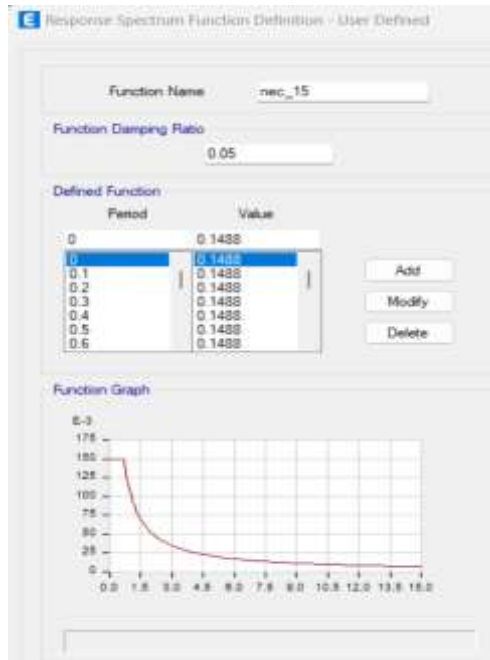 E Response Spectrum Function Definition - User Defined
Function Name nec_15
Function Damping Ratio
0.05
Defined Function
Period Value
0 0.1488
0 0.1488
0.1 0.1488
0.2 0.1488
0.3 0.1488
0.4 0.1488
0.5 0.1488
0.6 0.1488
Add
Modify
Delete
Function Graph
E-3
175
150
125
100
75
50
25
0
0.0 1.5 3.0 4.5 6.0 7.5 9.0 10.5 12.0 13.5 15.0